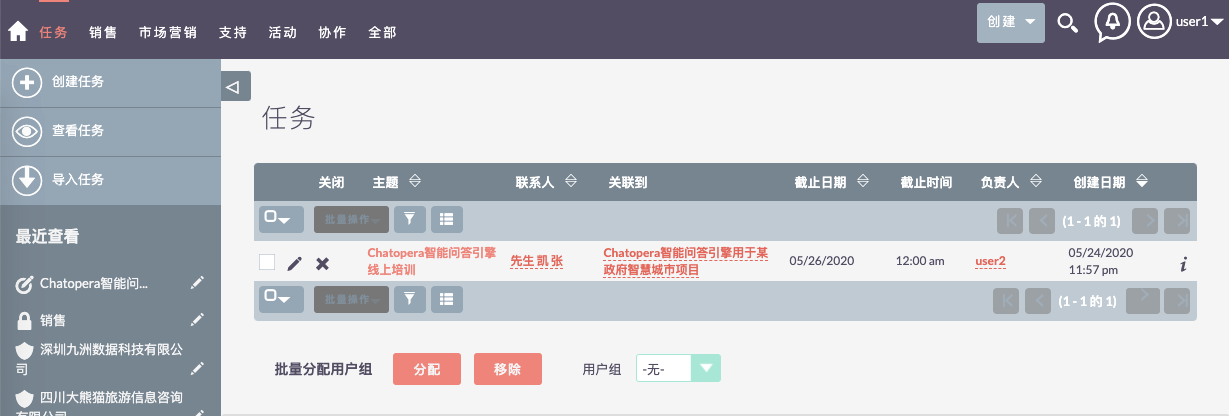 任务 销售 市场营销 支持 活动 协作 全部 创建 user1
创建任务
查看任务
导入任务
最近查看
Chatopera智能问...
销售
深圳九洲数据科技有限公
司
四川大熊猫旅游信息咨询
有限公司
任务
关闭 主题 联系人 关联到 截止日期 截止时间 负责人 创建日期
批量操作 (1 - 1 的 1)
Chatopera智能问答引擎
线上培训
先生 凯 张
Chatopera智能问答引擎用于某
政府智慧城市项目
05/26/2020 12:00 am user2
05/24/2020
11:57 pm
批量操作 (1 - 1 的 1)
批量分配用户组 分配 移除 用户组 -无-